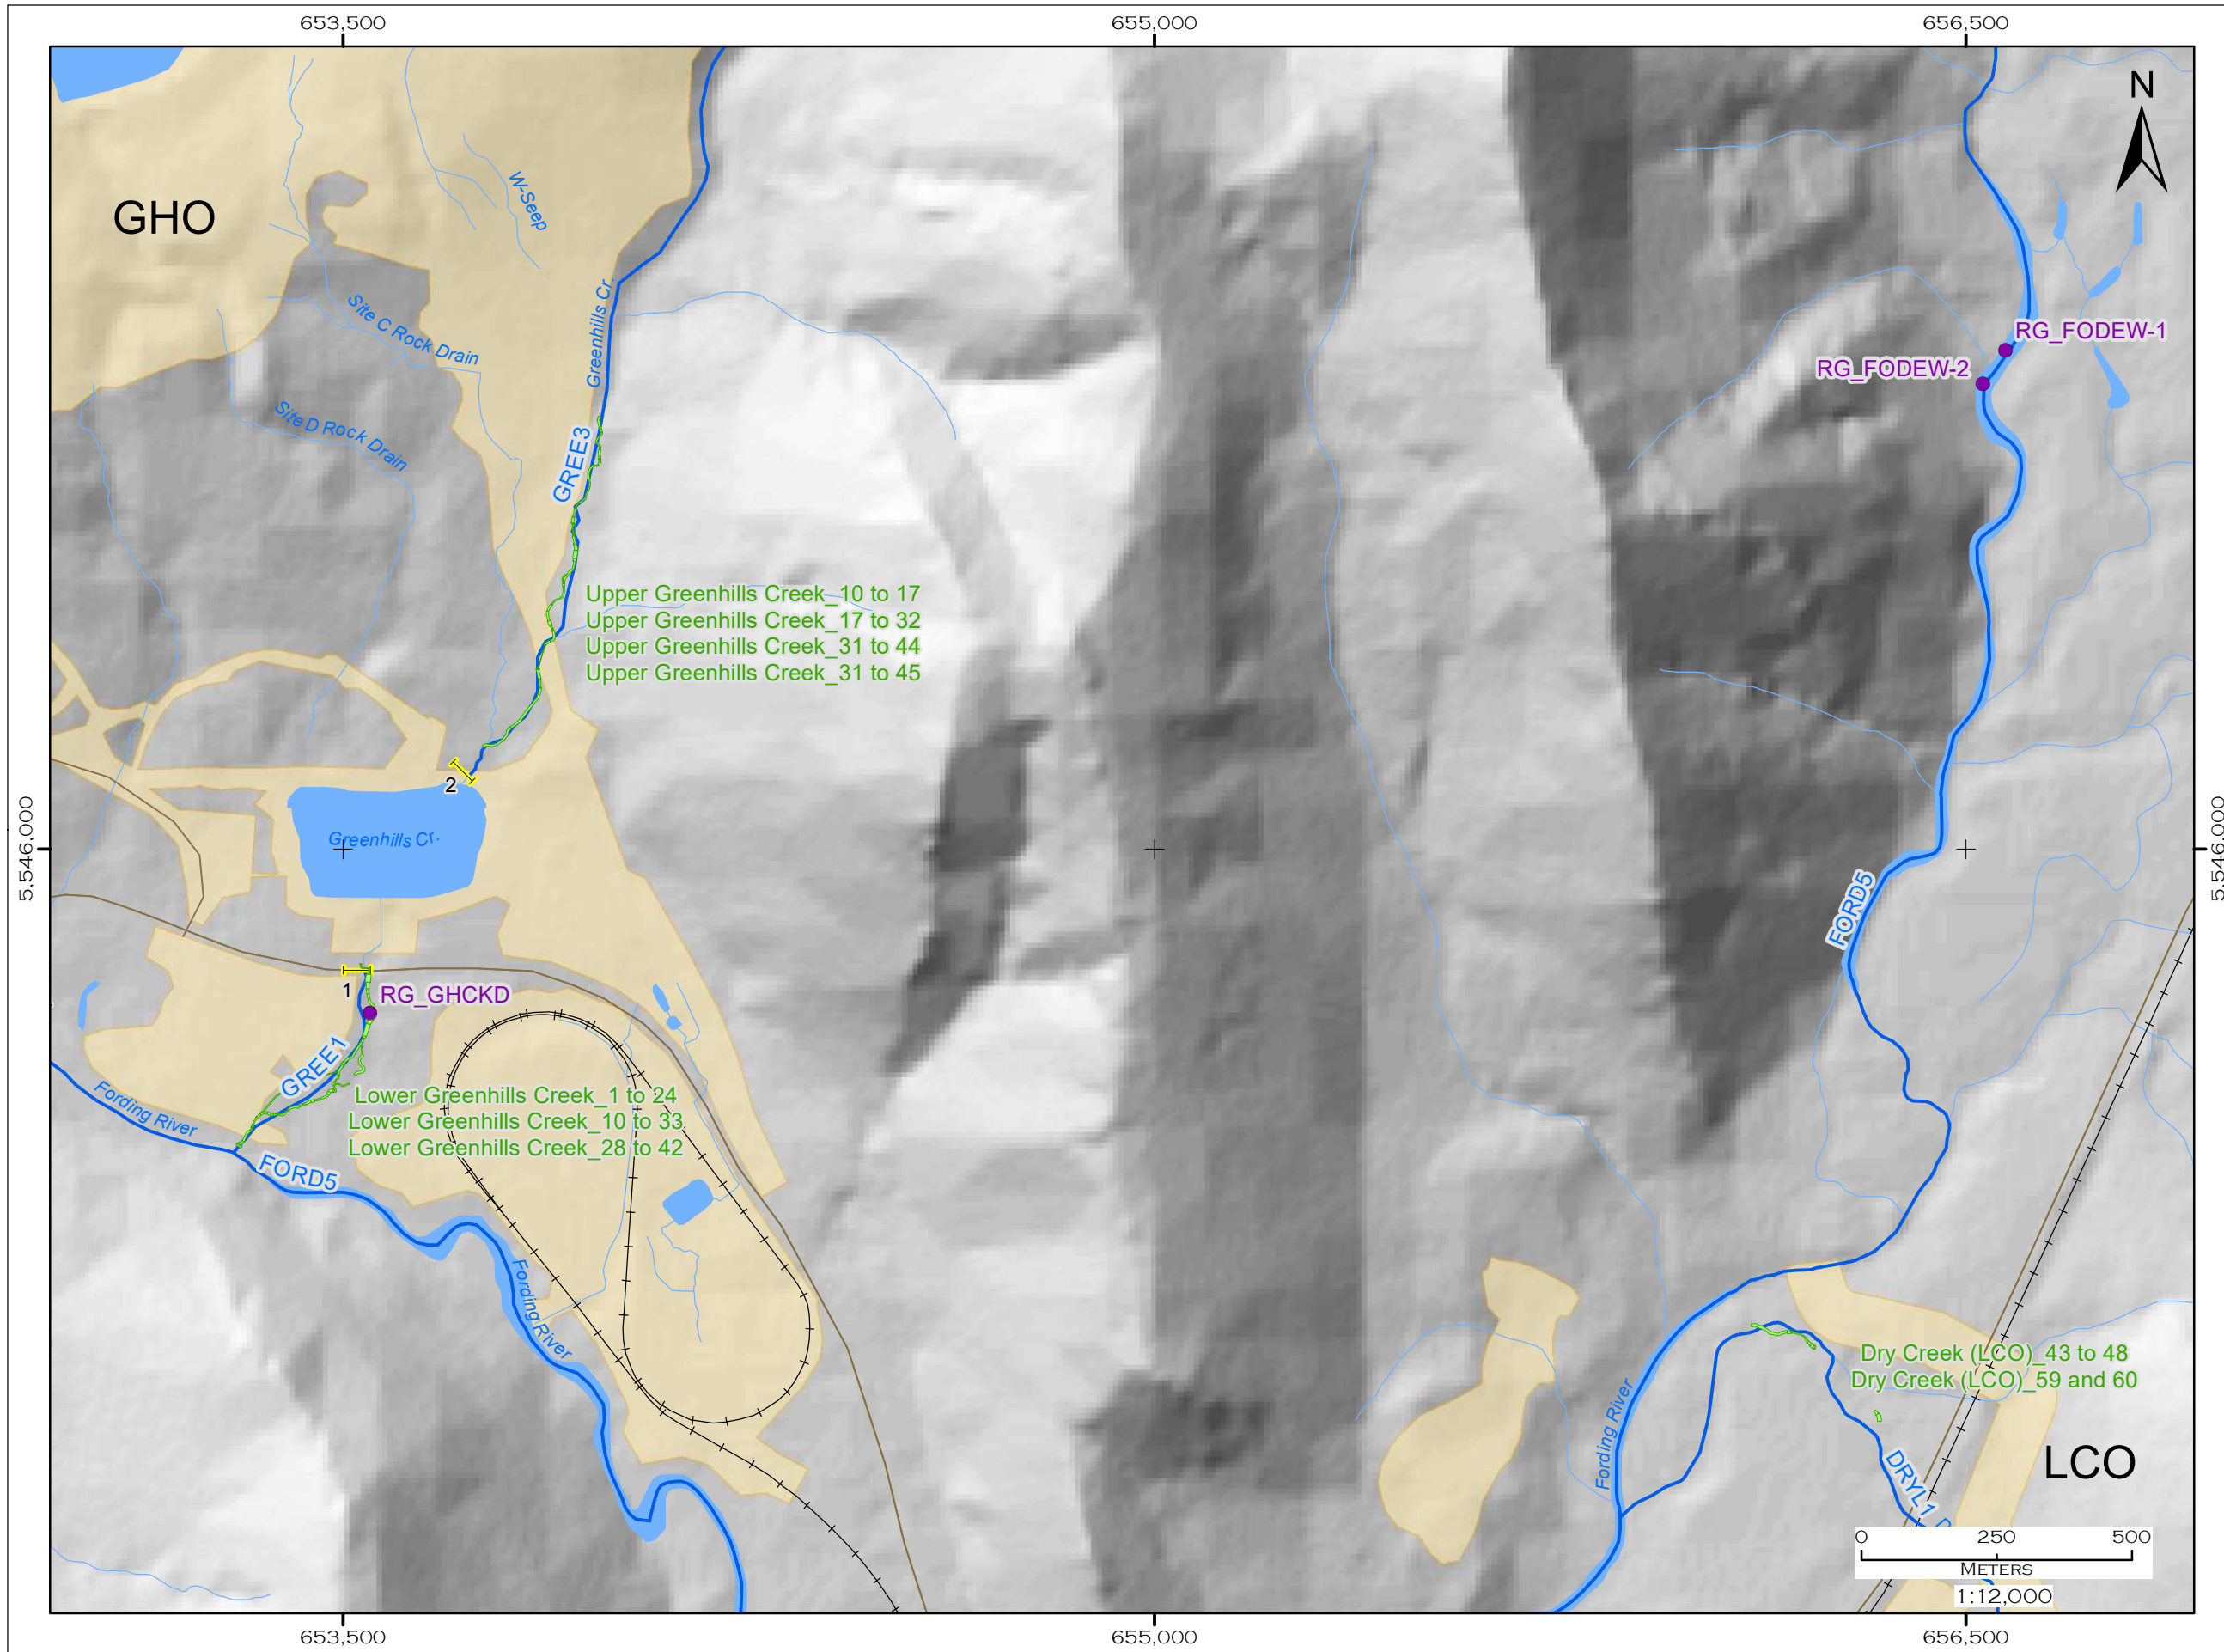 653,500
655,000
656,500
N
GHO
W-Seep
Site C Rock Drain
Greenhills Cr.
RG_FODEW-1
RG_FODEW-2
Site D Rock Drain
GREE3
Upper Greenhills Creek_10 to 17
Upper Greenhills Creek_17 to 32
Upper Greenhills Creek_31 to 44
Upper Greenhills Creek_31 to 45
2
Greenhills Cr.
5,546,000
5,546,000
FORD5
1
RG_GHCKD
GREE1
Fording River
Lower Greenhills Creek_1 to 24
Lower Greenhills Creek_10 to 33
Lower Greenhills Creek_28 to 42
FORD5
Fording River
Dry Creek (LCO)_43 to 48
Dry Creek (LCO)_59 and 60
Fording River
LCO
DRYL1
0 250 500
METERS
1:12,000
653,500
655,000
656,500